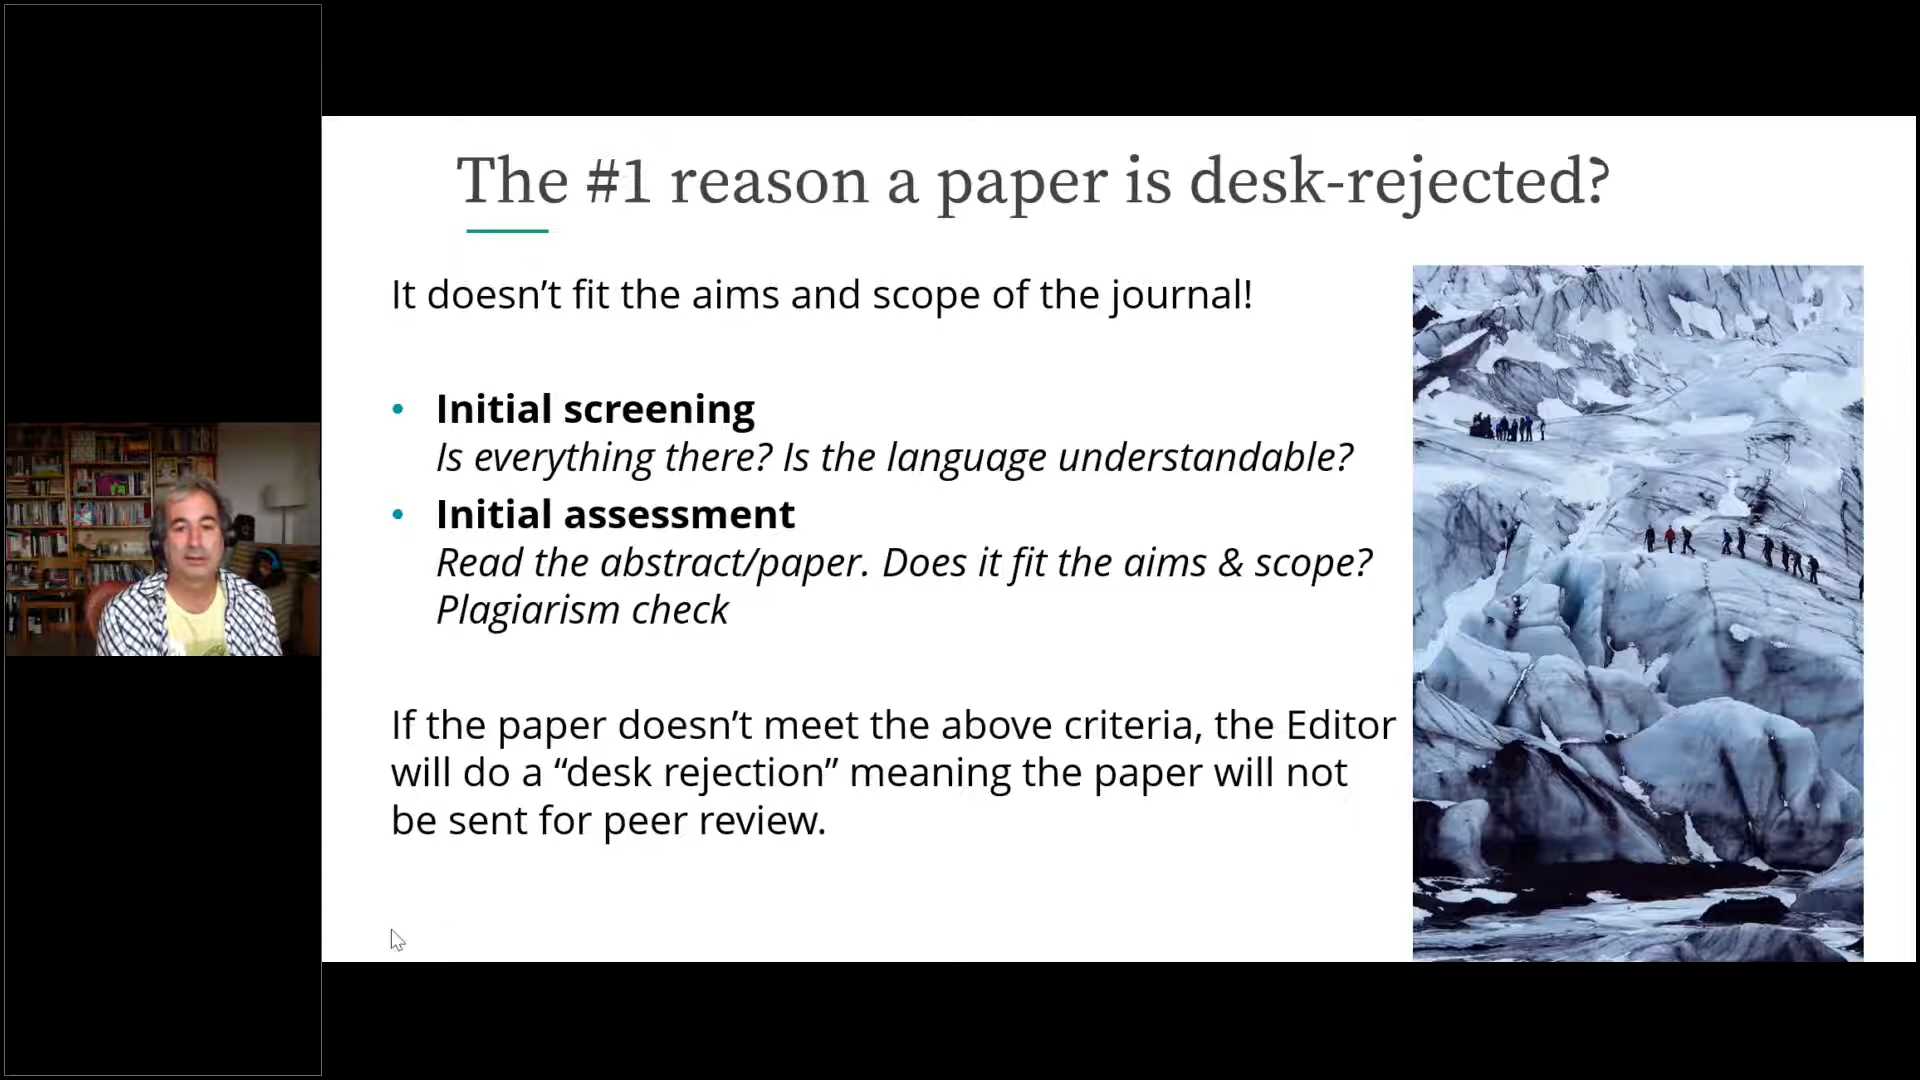 The #1 reason a paper is desk-rejected?
It doesn’t fit the aims and scope of the journal!
• Initial screening
Is everything there? Is the language understandable?
• Initial assessment
Read the abstract/paper. Does it fit the aims & scope?
Plagiarism check
If the paper doesn’t meet the above criteria, the Editor
will do a “desk rejection” meaning the paper will not
be sent for peer review.